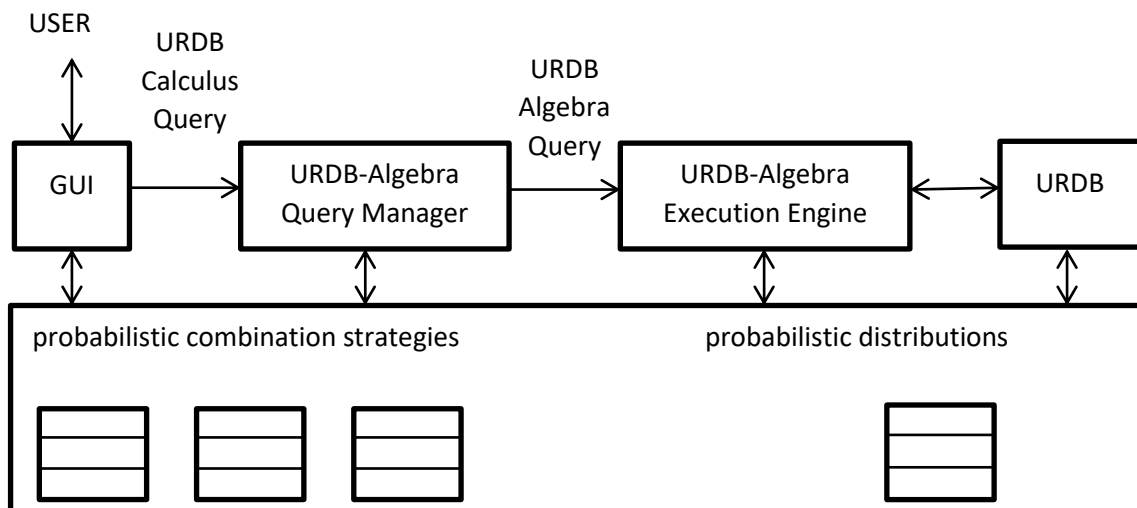 USER
URDB
Calculus
Query
URDB
Algebra
Query
GUI
URDB-Algebra
Query Manager
URDB-Algebra
Execution Engine
URDB
probabilistic combination strategies
probabilistic distributions